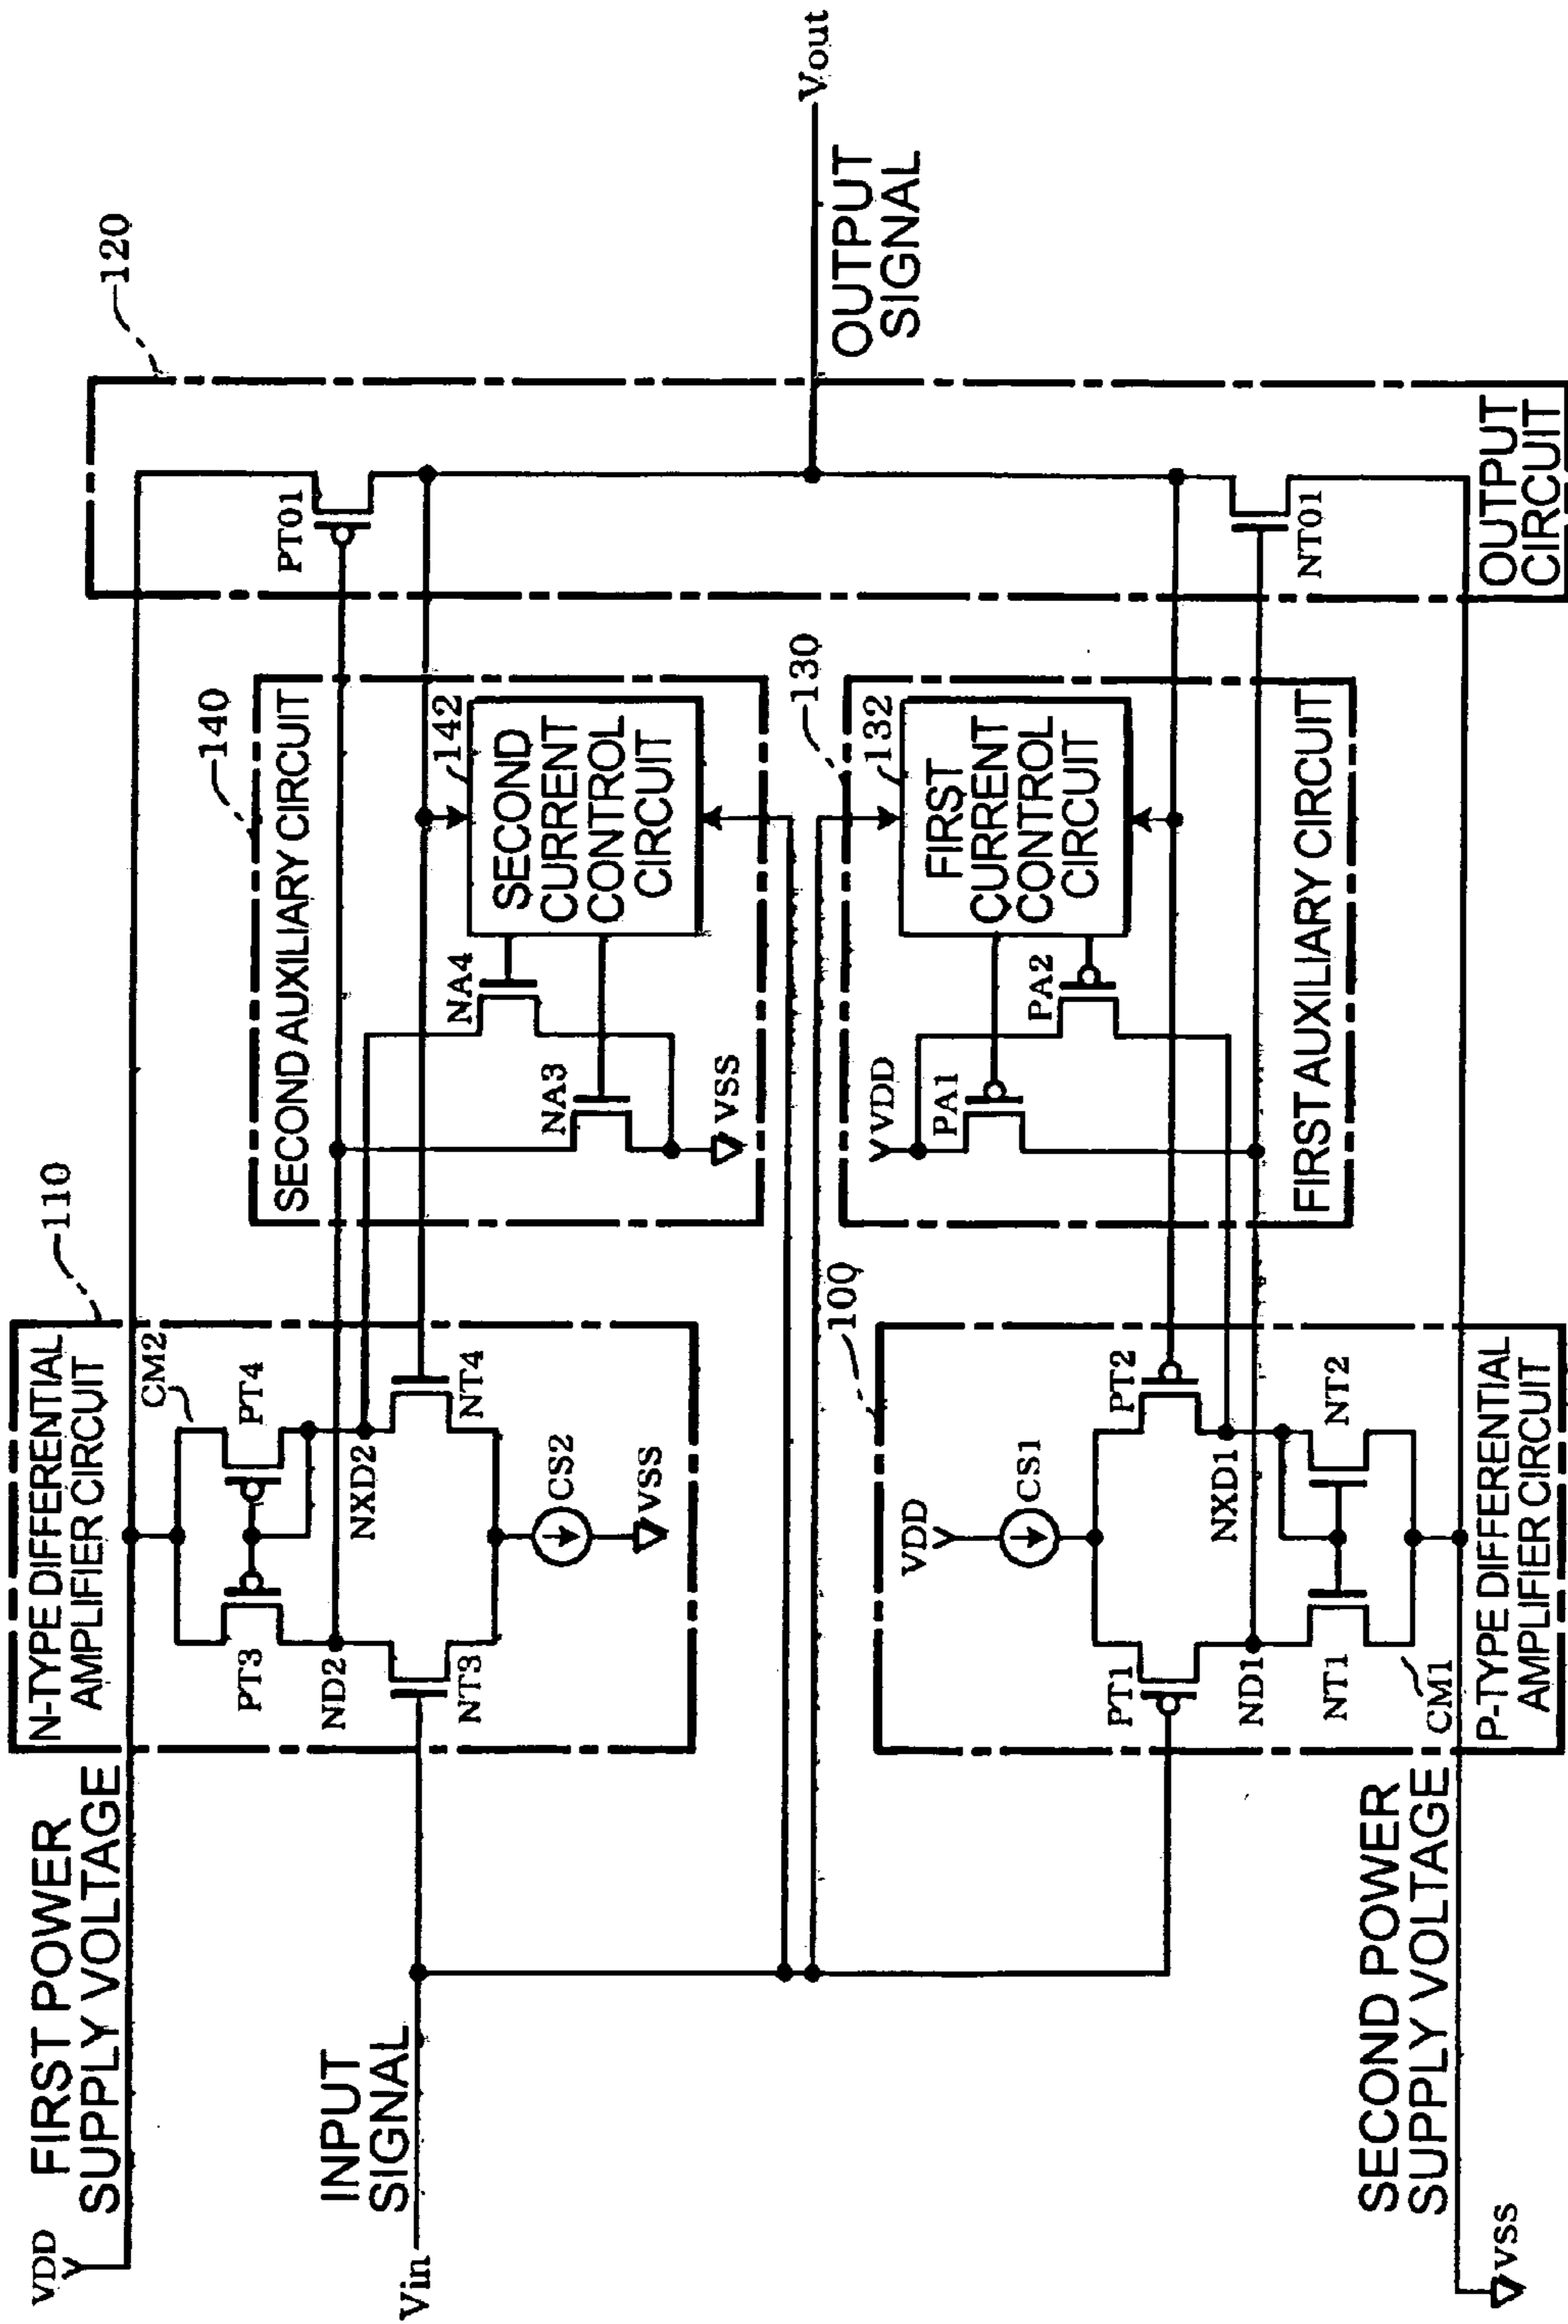 VDD
FIRST POWER
SUPPLY VOLTAGE
INPUT
SIGNAL
Vin
SECOND POWER
SUPPLY VOLTAGE
VSS
110
N-TYPE DIFFERENTIAL
AMPLIFIER CIRCUIT
CM2
PT3
PT4
ND2
NXD2
NT3
NT4
CS2
VSS
100
VDD
CS1
PT1
PT2
ND1
NXD1
NT1
NT2
CM1
P-TYPE DIFFERENTIAL
AMPLIFIER CIRCUIT
140
SECOND AUXILIARY CIRCUIT
142
NA4
NA3
SECOND
CURRENT
CONTROL
CIRCUIT
VSS
130
132
VDD
PA1
PA2
FIRST
CURRENT
CONTROL
CIRCUIT
FIRST AUXILIARY CIRCUIT
120
PT01
NT01
OUTPUT
CIRCUIT
OUTPUT
SIGNAL
Vout